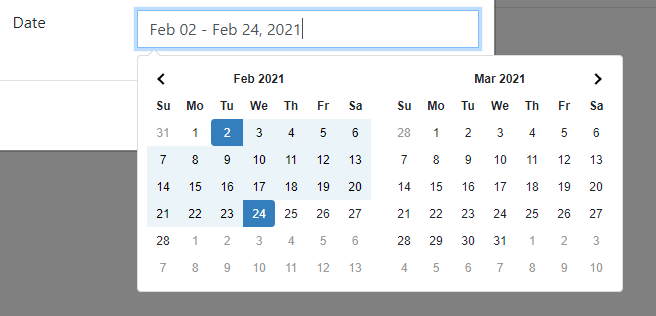 Date
Feb 02 - Feb 24, 2021
Feb 2021
Su Mo Tu We Th Fr Sa
31 1 2 3 4 5 6
7 8 9 10 11 12 13
14 15 16 17 18 19 20
21 22 23 24 25 26 27
28 1 2 3 4 5 6
7 8 9 10 11 12 13
Mar 2021
Su Mo Tu We Th Fr Sa
28 1 2 3 4 5 6
7 8 9 10 11 12 13
14 15 16 17 18 19 20
21 22 23 24 25 26 27
28 29 30 31 1 2 3
4 5 6 7 8 9 10